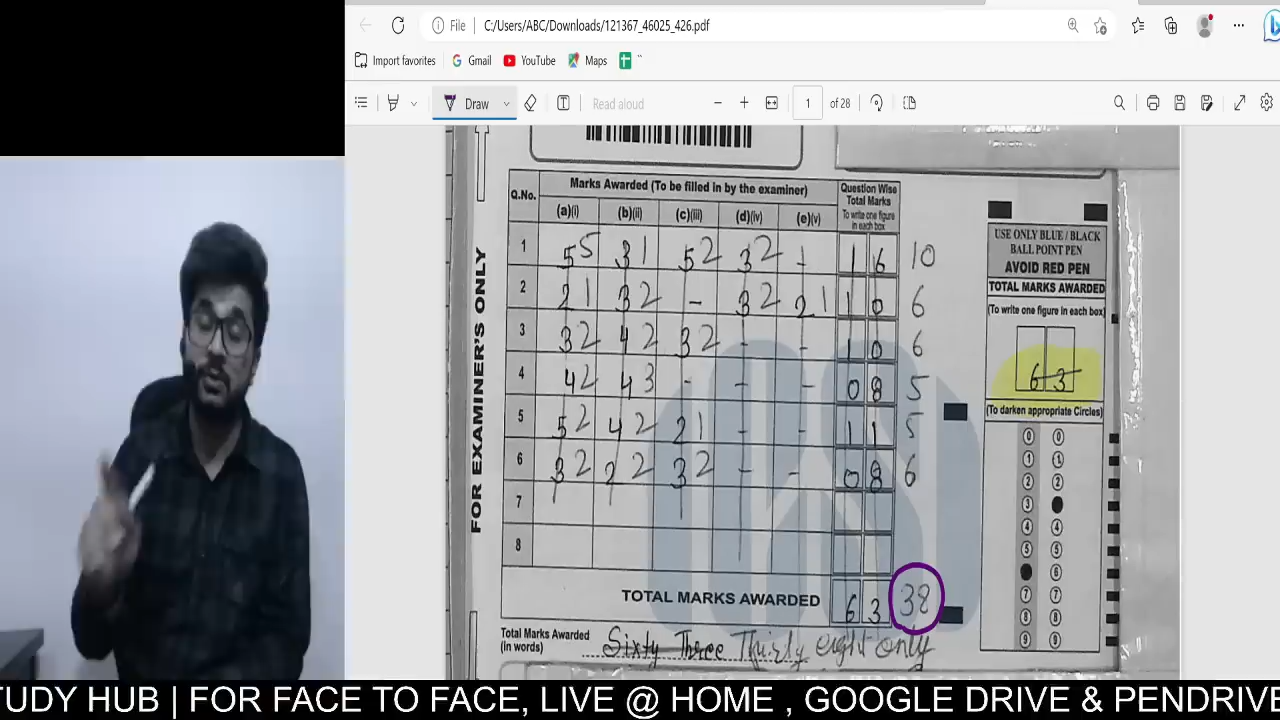 File | C:/Users/ABC/Downloads/121367_46025_426.pdf
Import favorites Gmail YouTube Maps
Draw Read aloud 1 of 28
FOR EXAMINER'S ONLY
Q.No. Marks Awarded (To be filled in by the examiner) Question Wise Total Marks
(a)(i) (b)(ii) (c)(iii) (d)(iv) (e)(v) To write one figure in each box
1 5 5 3 1 5 2 3 2 - 1 6 10
2 2 1 3 2 - 3 2 2 1 1 0 6
3 3 2 4 2 3 2 - - 1 0 6
4 4 2 4 3 - - - 0 8 5
5 5 2 4 2 2 1 - - 1 1 5
6 3 2 2 2 3 2 - - 0 8 6
7
8
TOTAL MARKS AWARDED 6 3 38
Total Marks Awarded (in words) Sixty Three Thirty eight only
USE ONLY BLUE / BLACK
BALL POINT PEN
AVOID RED PEN
TOTAL MARKS AWARDED
(To write one figure in each box)
6 3
(To darken appropriate Circles)
0 0
1 1
2 2
3
4 4
5 5
6
7 7
8 8
9 9
TUDY HUB | FOR FACE TO FACE, LIVE @ HOME , GOOGLE DRIVE & PENDRIVE